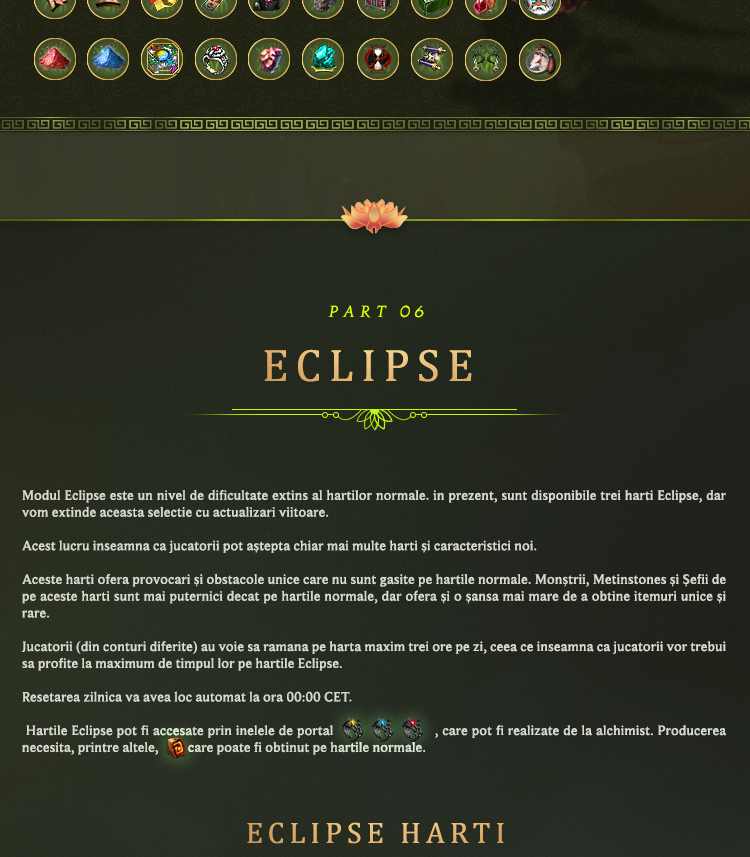 PART 06
ECLIPSE
Modul Eclipse este un nivel de dificultate extins al hartilor normale. in prezent, sunt disponibile trei harti Eclipse, dar
vom extinde aceasta selectie cu actualizari viitoare.
Acest lucru inseamna ca jucatorii pot aștepta chiar mai multe harti și caracteristici noi.
Aceste harti ofera provocari și obstacole unice care nu sunt gasite pe hartile normale. Monștrii, Metinstones și Șefii de
pe aceste harti sunt mai puternici decat pe hartile normale, dar ofera și o șansa mai mare de a obtine itemuri unice și
rare.
Jucatorii (din conturi diferite) au voie sa ramana pe harta maxim trei ore pe zi, ceea ce inseamna ca jucatorii vor trebui
sa profite la maximum de timpul lor pe hartile Eclipse.
Resetarea zilnica va avea loc automat la ora 00:00 CET.
Hartile Eclipse pot fi accesate prin inelele de portal , care pot fi realizate de la alchimist. Producerea
necesita, printre altele, care poate fi obtinut pe hartile normale.
ECLIPSE HARTI